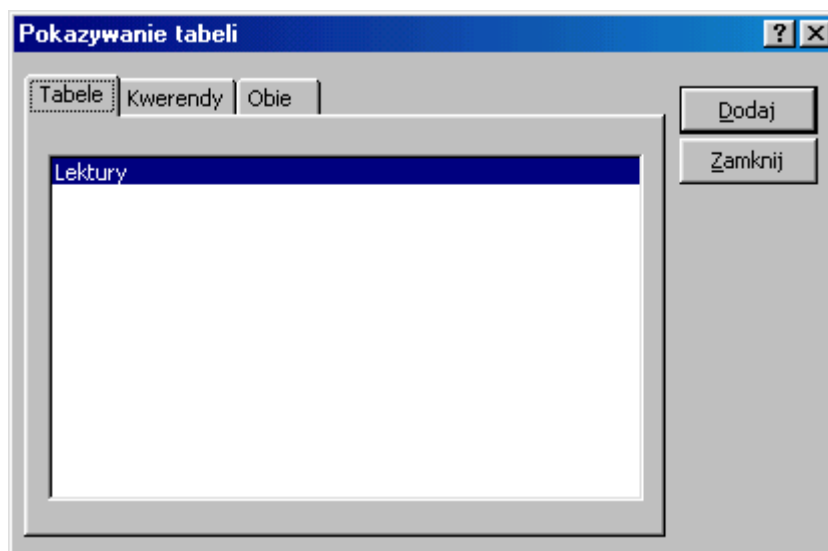 Pokazywanie tabeli
Tabele Kwerendy Obie
Dodaj
Zamknij
Lektury